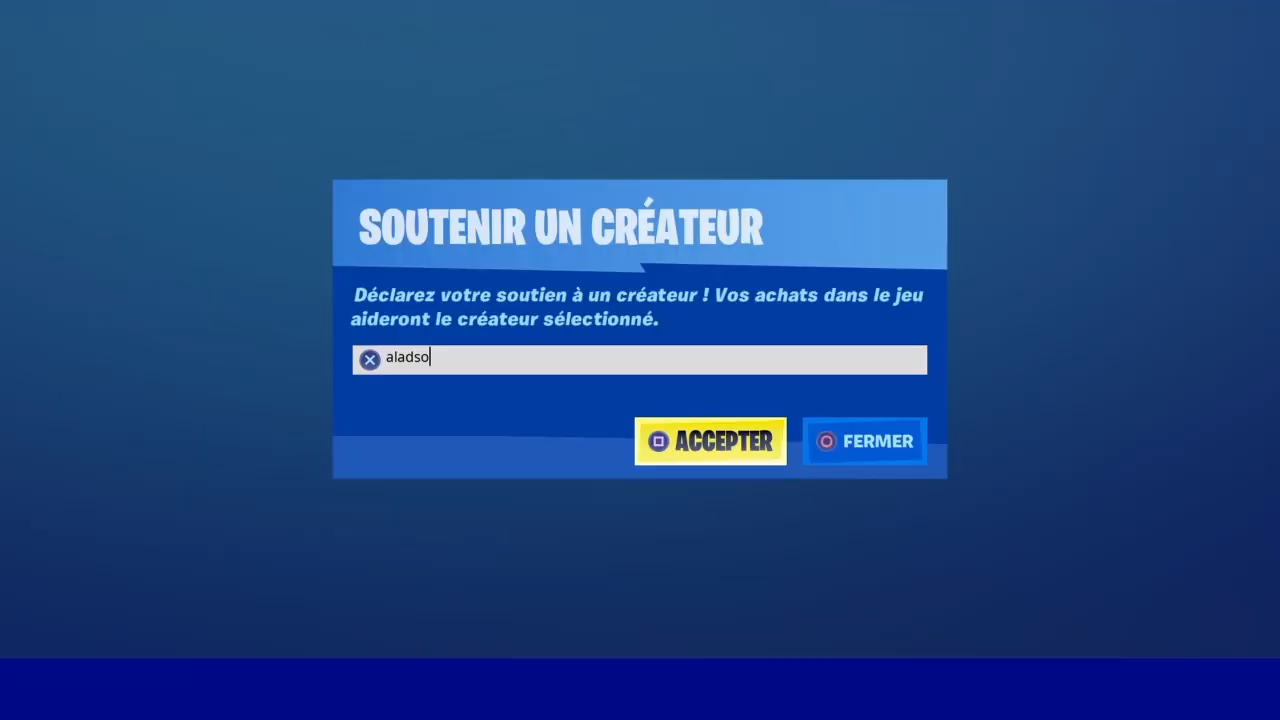 SOUTENIR UN CRÉATEUR
Déclarez votre soutien à un créateur ! Vos achats dans le jeu
aideront le créateur sélectionné.
aladso
ACCEPTER
FERMER